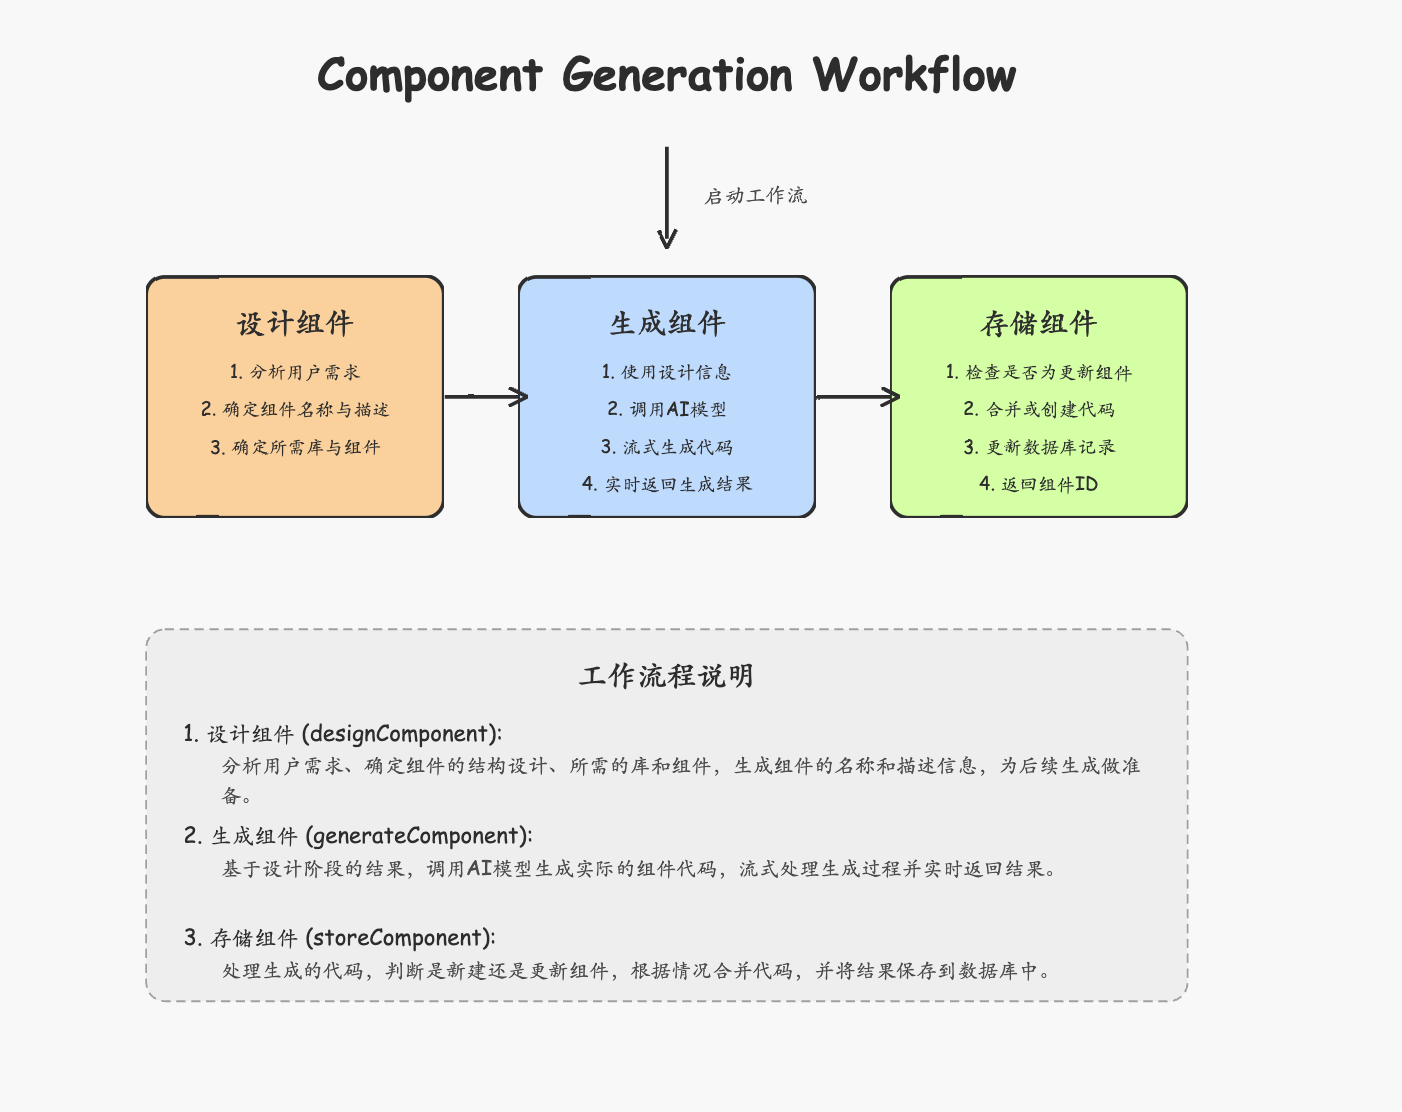 Component Generation Workflow
启动工作流
设计组件
1. 分析用户需求
2. 确定组件名称与描述
3. 确定所需库与组件
生成组件
1. 使用设计信息
2. 调用AI模型
3. 流式生成代码
4. 实时返回生成结果
存储组件
1. 检查是否为更新组件
2. 合并或创建代码
3. 更新数据库记录
4. 返回组件ID
工作流程说明
1. 设计组件 (designComponent):
分析用户需求、确定组件的结构设计、所需的库和组件，生成组件的名称和描述信息，为后续生成做准
备。
2. 生成组件 (generateComponent):
基于设计阶段的结果，调用AI模型生成实际的组件代码，流式处理生成过程并实时返回结果。
3. 存储组件 (storeComponent):
处理生成的代码，判断是新建还是更新组件，根据情况合并代码，并将结果保存到数据库中。